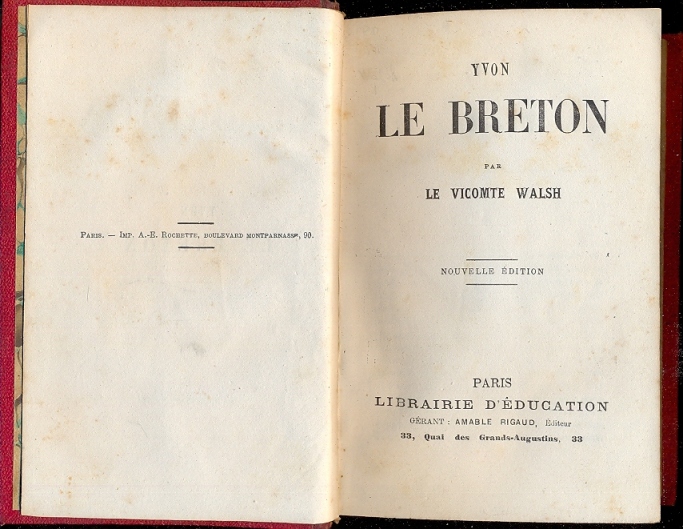 PARIS. — IMP. A.-E. ROCHETTE, BOULEVARD MONTPARNASSE, 90.
YVON
LE BRETON
PAR
LE VICOMTE WALSH
NOUVELLE ÉDITION
PARIS
LIBRAIRIE D'ÉDUCATION
GÉRANT : AMABLE RIGAUD, Éditeur
33, Quai des Grands-Augustins, 33